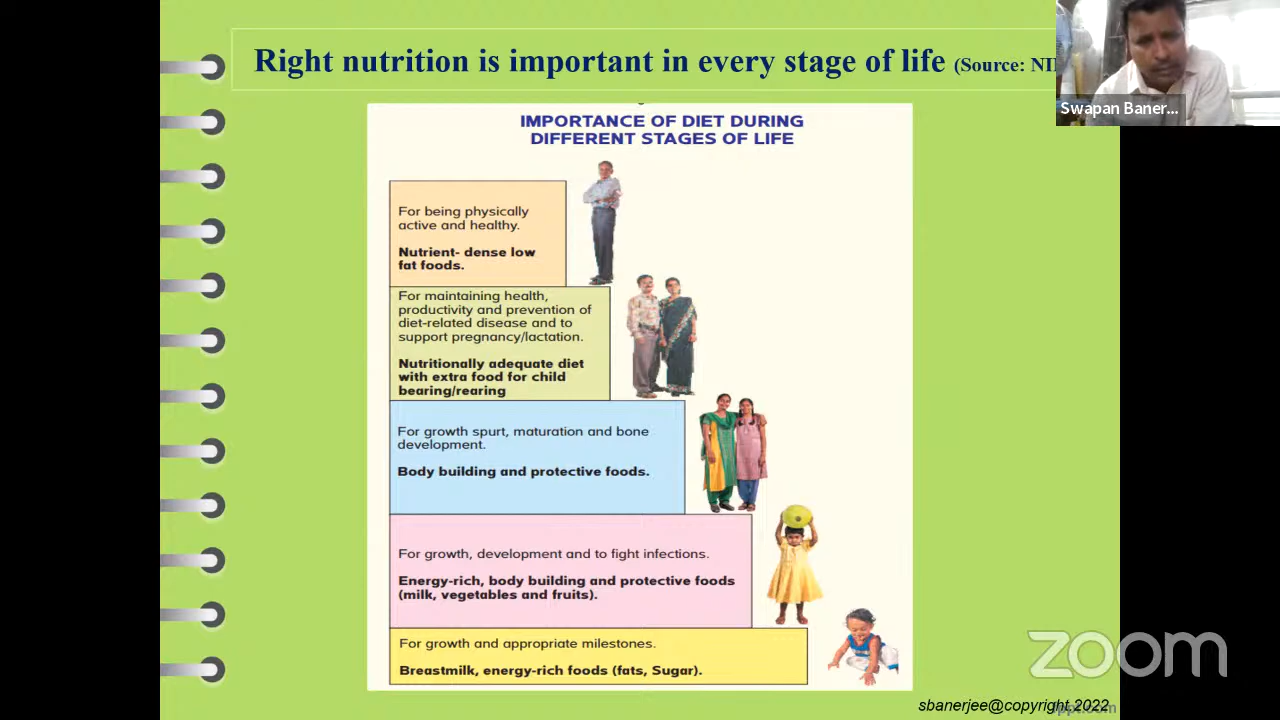 Right nutrition is important in every stage of life (Source: NI
Swapan Baner...
IMPORTANCE OF DIET DURING
DIFFERENT STAGES OF LIFE
For being physically
active and healthy.
Nutrient- dense low
fat foods.
For maintaining health,
productivity and prevention of
diet-related disease and to
support pregnancy/lactation.
Nutritionally adequate diet
with extra food for child
bearing/rearing
For growth spurt, maturation and bone
development.
Body building and protective foods.
For growth, development and to fight infections.
Energy-rich, body building and protective foods
(milk, vegetables and fruits).
For growth and appropriate milestones.
Breastmilk, energy-rich foods (fats, Sugar).
zoom
sbanerjee@copyright 2022